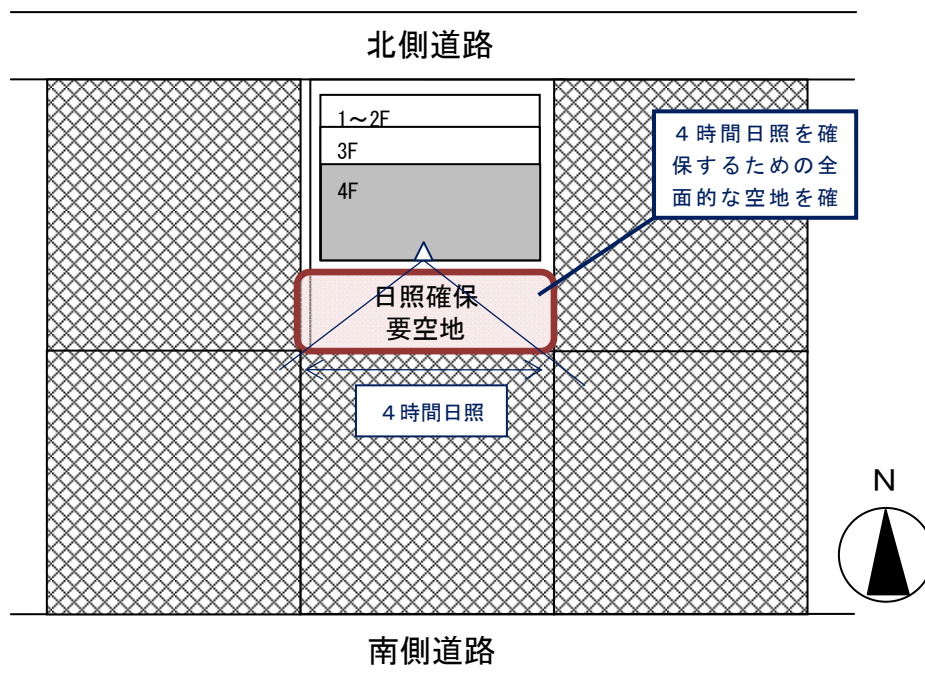 北側道路
1～2F
3F
4F
４時間日照を確
保するための全
面的な空地を確
日照確保
要空地
４時間日照
N
南側道路